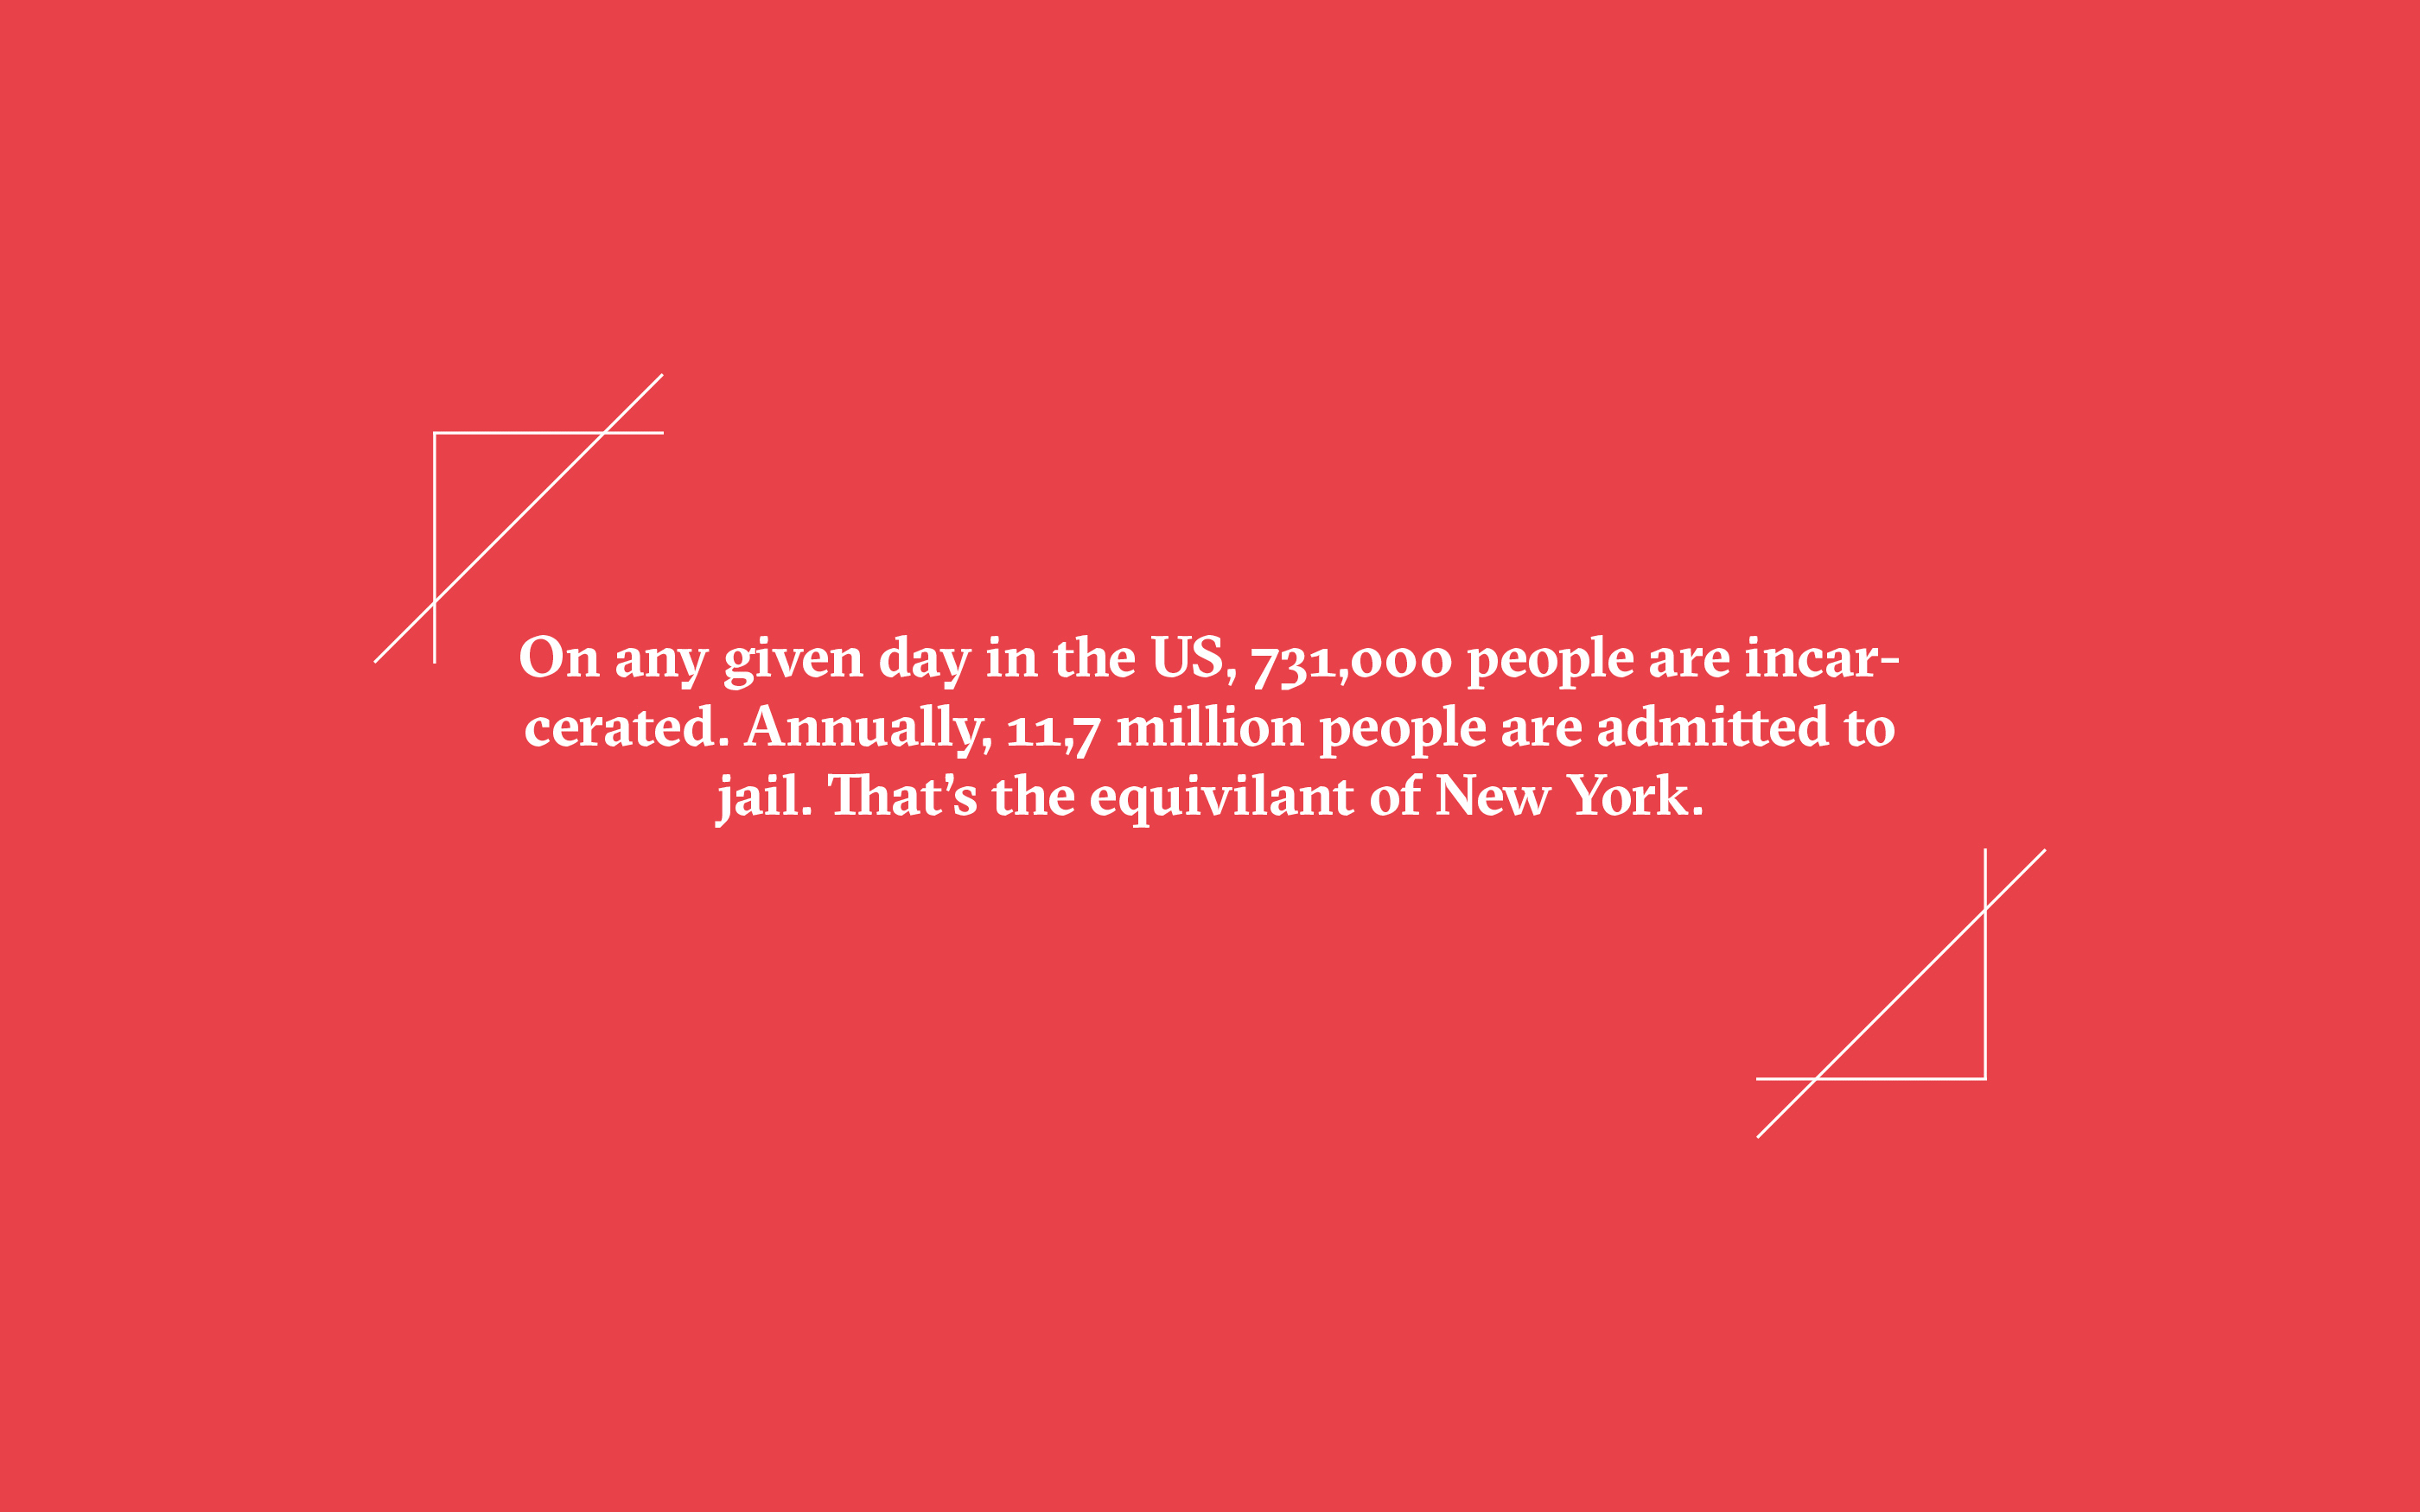 On any given day in the US, 731,000 people are incar-
cerated. Annually, 11,7 million people are admitted to
jail. That's the equivilant of New York.